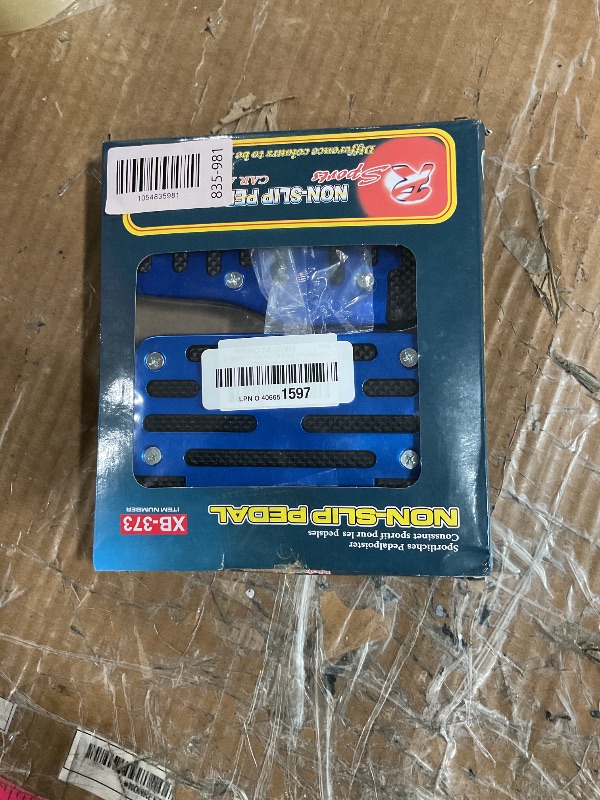 835-981
1054835981
Difference colours to be
R
Sports
CAR
NON-SLIP PE
LPN O 40665 1597
NON-SLIP PEDAL
XB-373
ITEM NUMBER
Sportliches Pedalposter
Coussinet sportif pour les pedales